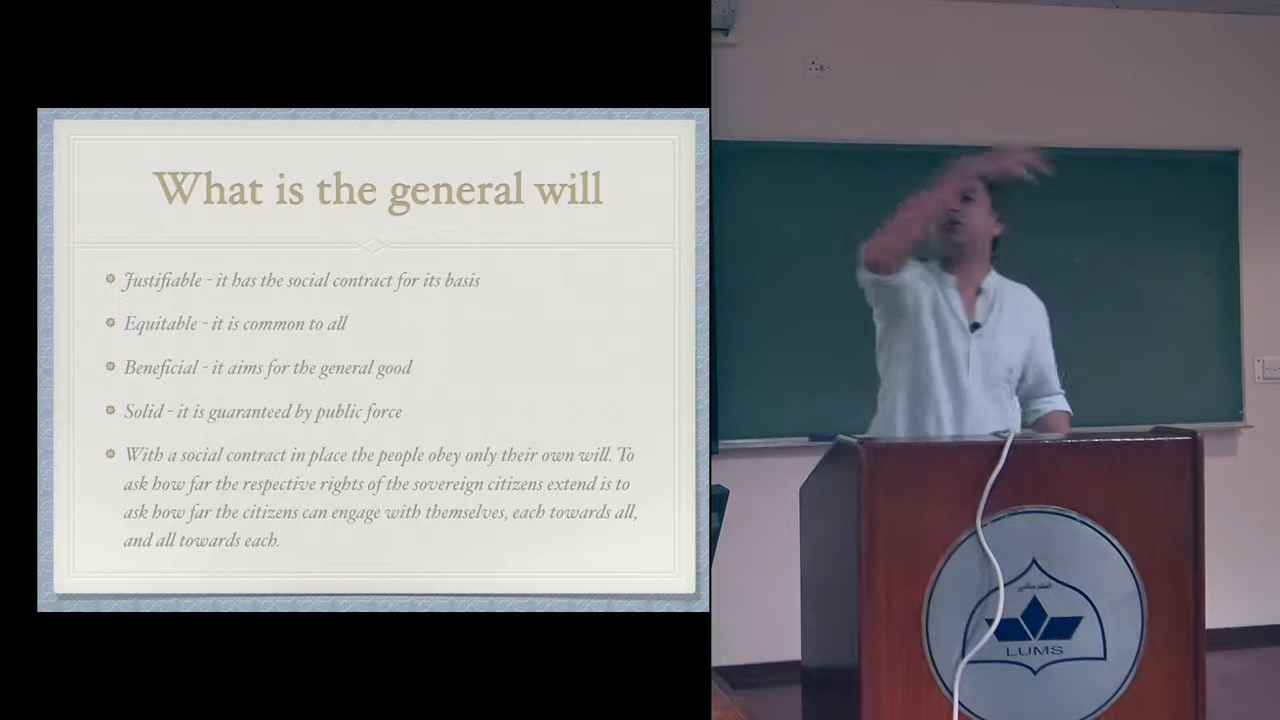 What is the general will
Justifiable - it has the social contract for its basis
Equitable - it is common to all
Beneficial - it aims for the general good
Solid - it is guaranteed by public force
With a social contract in place the people obey only their own will. To
ask how far the respective rights of the sovereign citizens extend is to
ask how far the citizens can engage with themselves, each towards all,
and all towards each.
LUMS